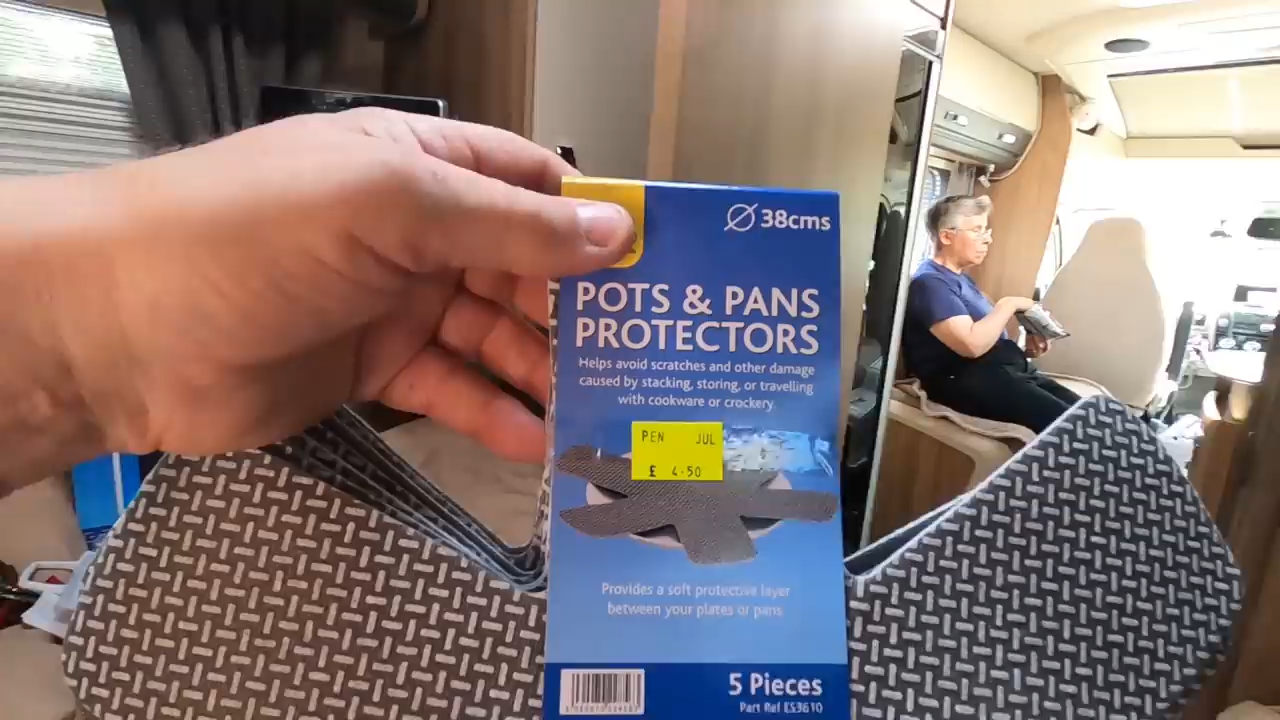 38cms
POTS & PANS
PROTECTORS
Helps avoid scratches and other damage
caused by stacking, storing, or travelling
with cookware or crockery.
PEN JUL
£ 4.50
Provides a soft protective layer
between your plates or pans
5 Pieces
Part Ref ES3610